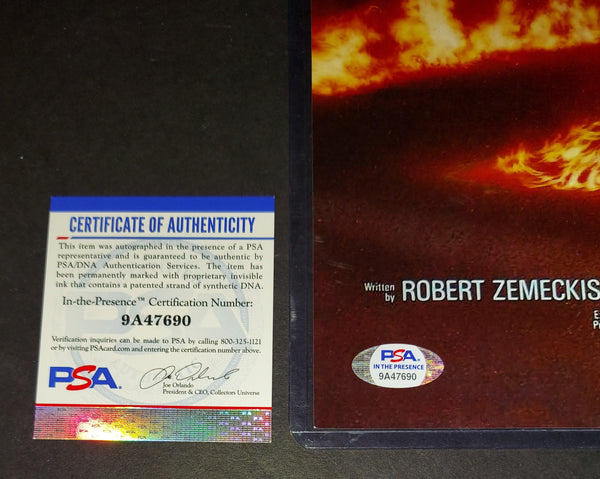 CERTIFICATE OF AUTHENTICITY
This item was autographed in the presence of a PSA
representative and is guaranteed to be authentic by
PSA/DNA Authentication Services. The item has
been permanently marked with proprietary invisible
ink that contains a patented strand of synthetic DNA.
In-the-Presence™ Certification Number:
9A47690
Verification inquiries can be made to PSA by calling 800-325-1121
or by visiting PSAcard.com and entering the certification number above.
PSA.
Joe Orlando
President & CEO, Collectors Universe
Written by ROBERT ZEMECKIS
PSA
IN THE PRESENCE
9A47690